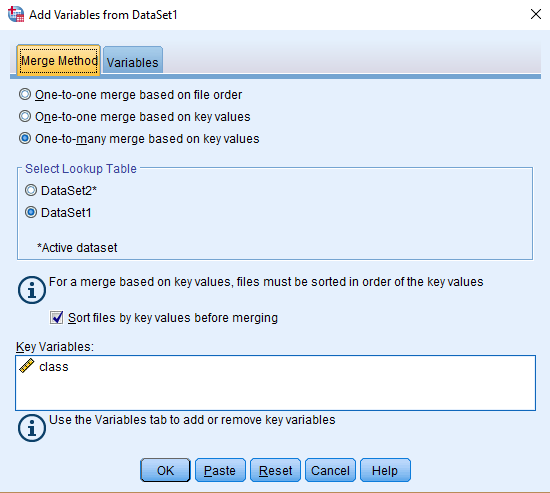 Add Variables from DataSet1
Merge Method
Variables
One-to-one merge based on file order
One-to-one merge based on key values
One-to-many merge based on key values
Select Lookup Table
DataSet2*
DataSet1
*Active dataset
For a merge based on key values, files must be sorted in order of the key values
Sort files by key values before merging
Key Variables:
class
Use the Variables tab to add or remove key variables
OK
Paste
Reset
Cancel
Help